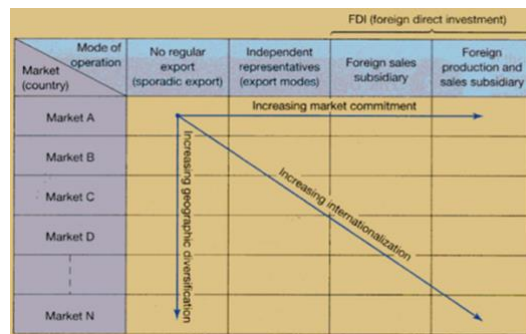 FDI (foreign direct investment)
Mode of
operation
Market
(country)
No regular
export
(sporadic export)
Independent
representatives
(export modes)
Foreign sales
subsidiary
Foreign
production and
sales subsidiary
Market A
Increasing market commitment
Market B
Market C
Market D
Market N
Increasing geographic diversification
Increasing internationalization